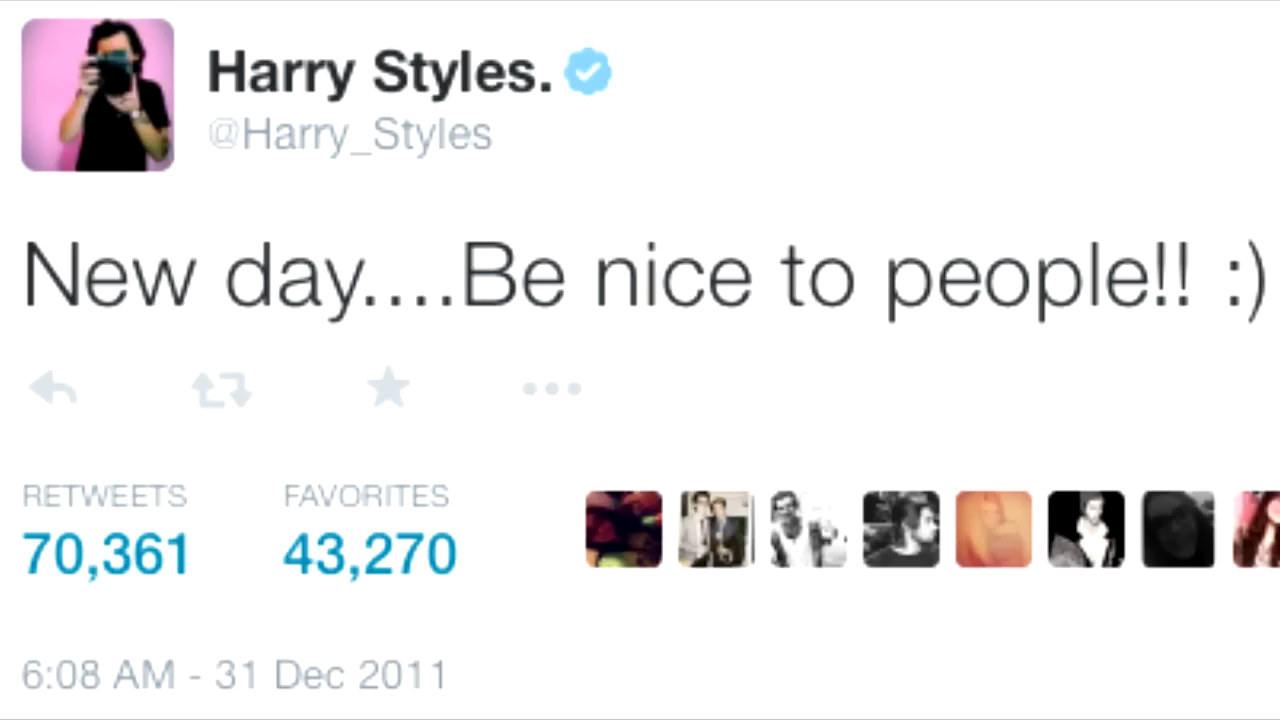 Harry Styles.
@Harry_Styles
New day....Be nice to people!! :)
RETWEETS FAVORITES
70,361 43,270
6:08 AM - 31 Dec 2011